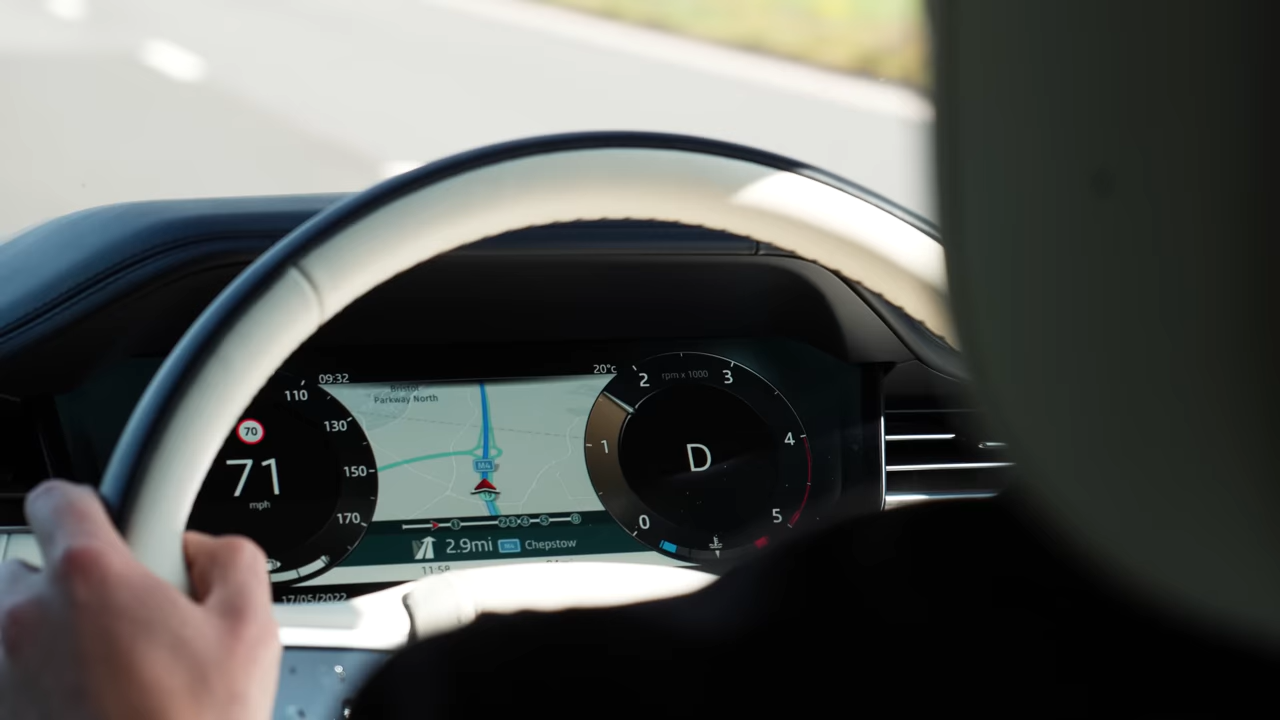 09:32
20°c
110
130
150
170
70
71
mph
Bristol
Parkway North
M4
2.9mi M4 Chepstow
11:58
17/05/2022
rpm x 1000
0
1
2
3
4
5
D